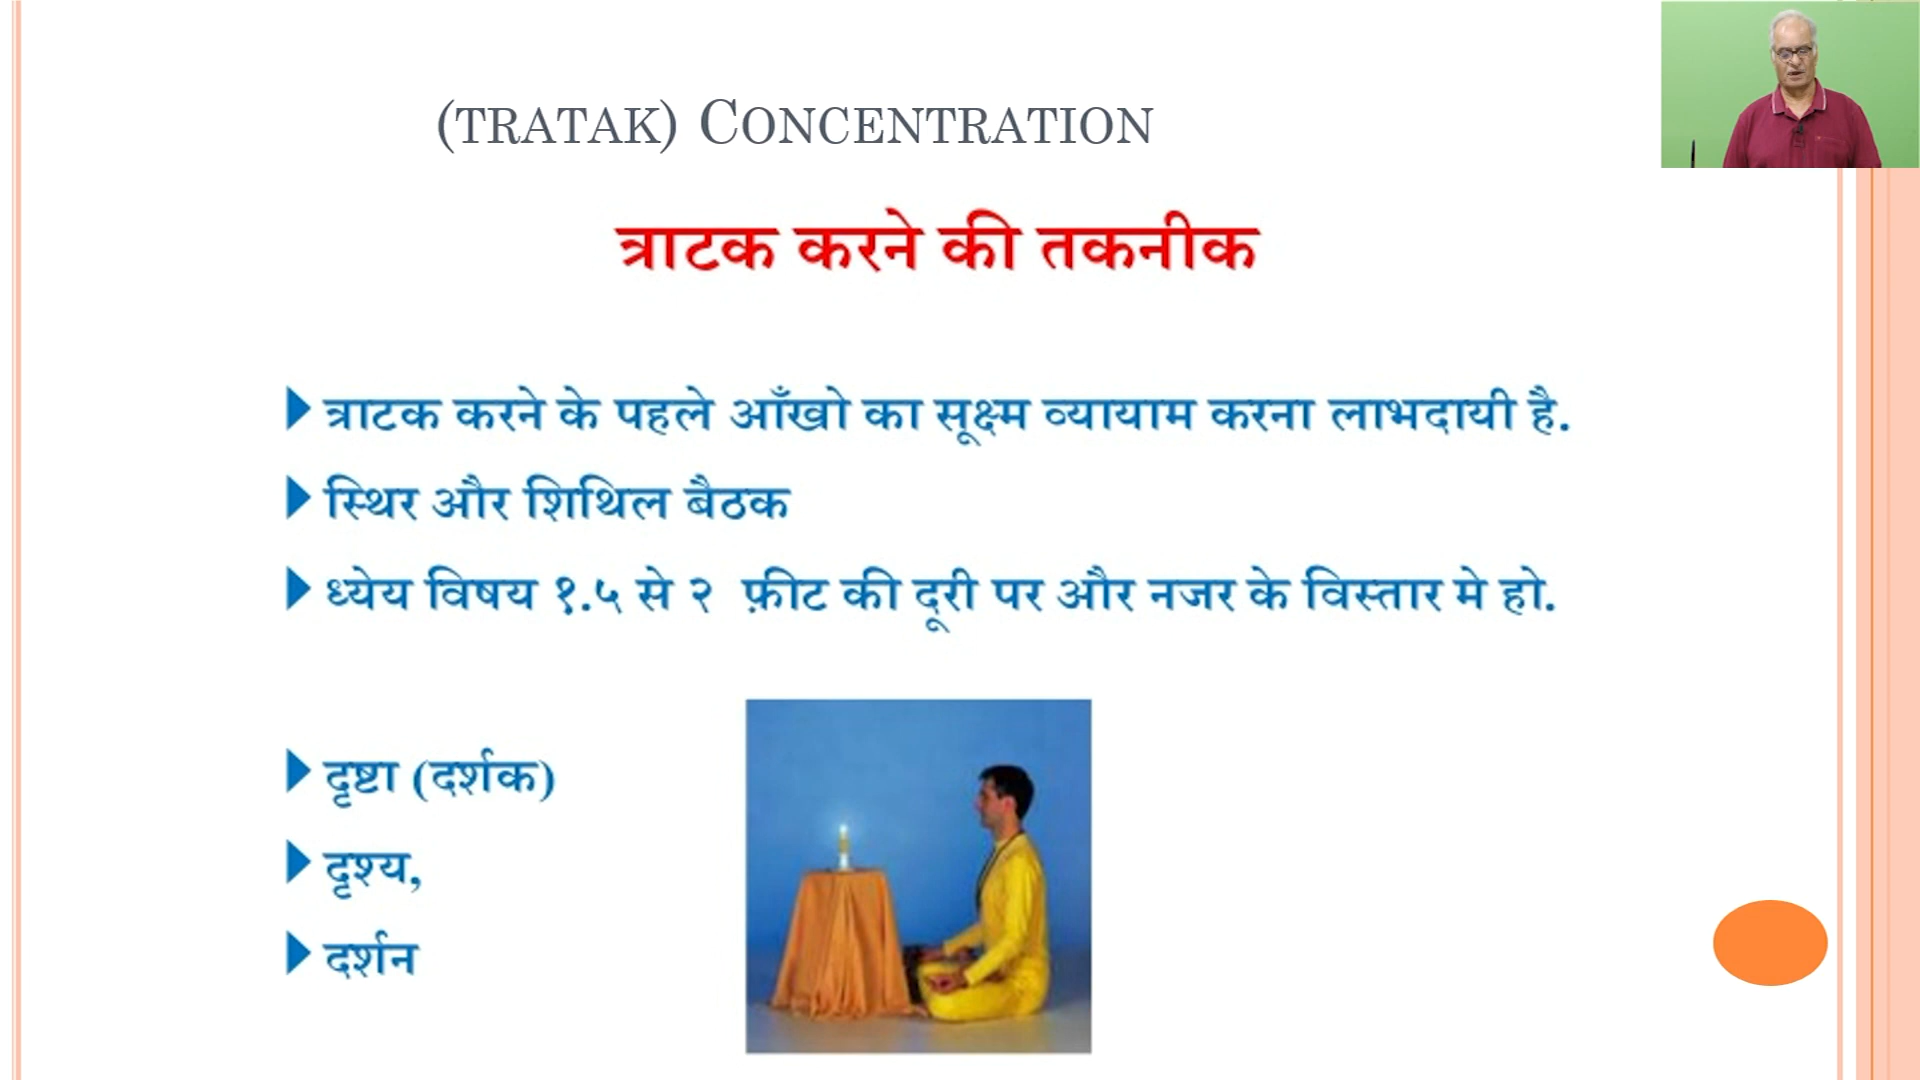 (TRATAK) CONCENTRATION
त्राटक करने की तकनीक
त्राटक करने के पहले आँखो का सूक्ष्म व्यायाम करना लाभदायी है.
स्थिर और शिथिल बैठक
ध्येय विषय १.५ से २ फ़ीट की दूरी पर और नजर के विस्तार मे हो.
दृष्टा (दर्शक)
दृश्य,
दर्शन